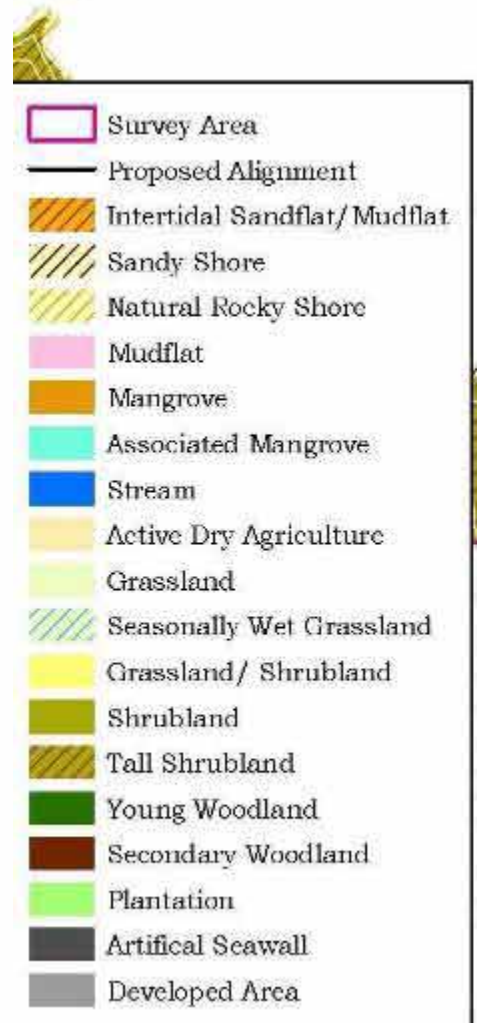 Survey Area
Proposed Alignment
Intertidal Sandflat/Mudflat
Sandy Shore
Natural Rocky Shore
Mudflat
Mangrove
Associated Mangrove
Stream
Active Dry Agriculture
Grassland
Seasonally Wet Grassland
Grassland/ Shrubland
Shrubland
Tall Shrubland
Young Woodland
Secondary Woodland
Plantation
Artifical Seawall
Developed Area